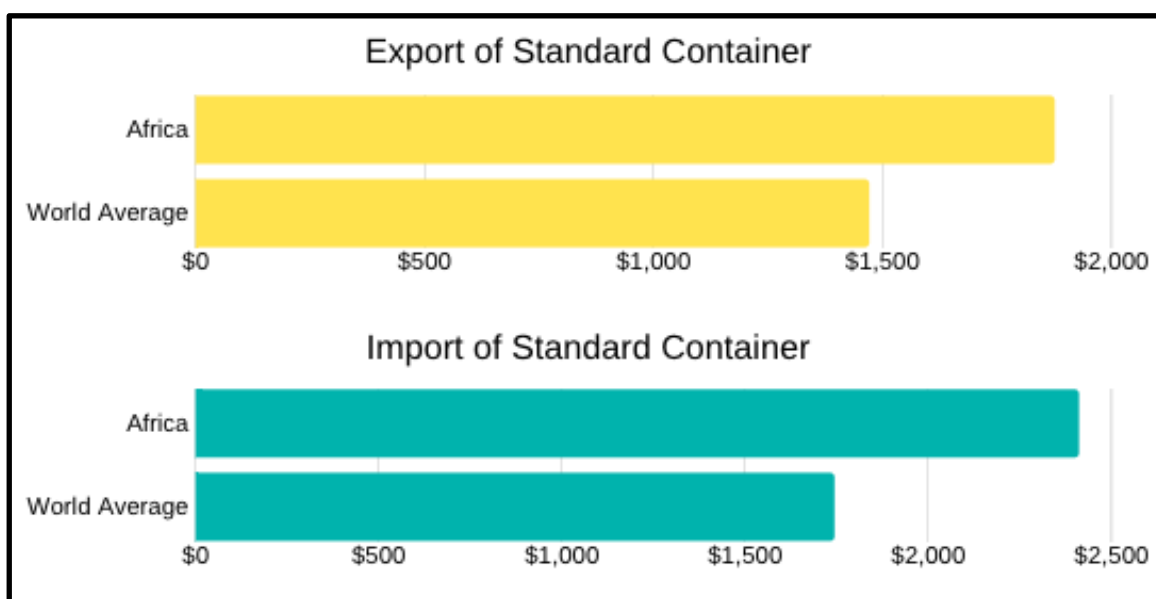 Export of Standard Container
Africa
World Average
$0 $500 $1,000 $1,500 $2,000
Import of Standard Container
Africa
World Average
$0 $500 $1,000 $1,500 $2,000 $2,500